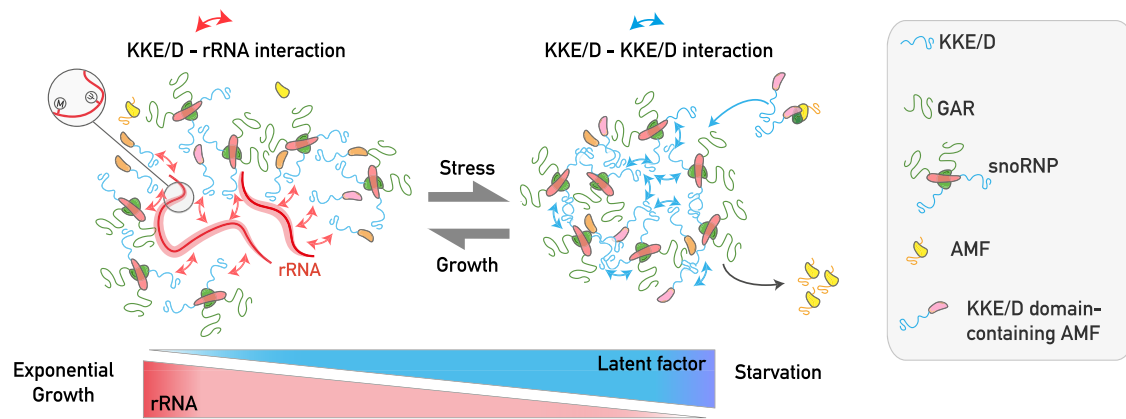 KKE/D – rRNA interaction
KKE/D – KKE/D interaction
M
Ψ
rRNA
Stress
Growth
Exponential
Growth
rRNA
Latent factor
Starvation
KKE/D
GAR
snoRNP
AMF
KKE/D domain-
containing AMF